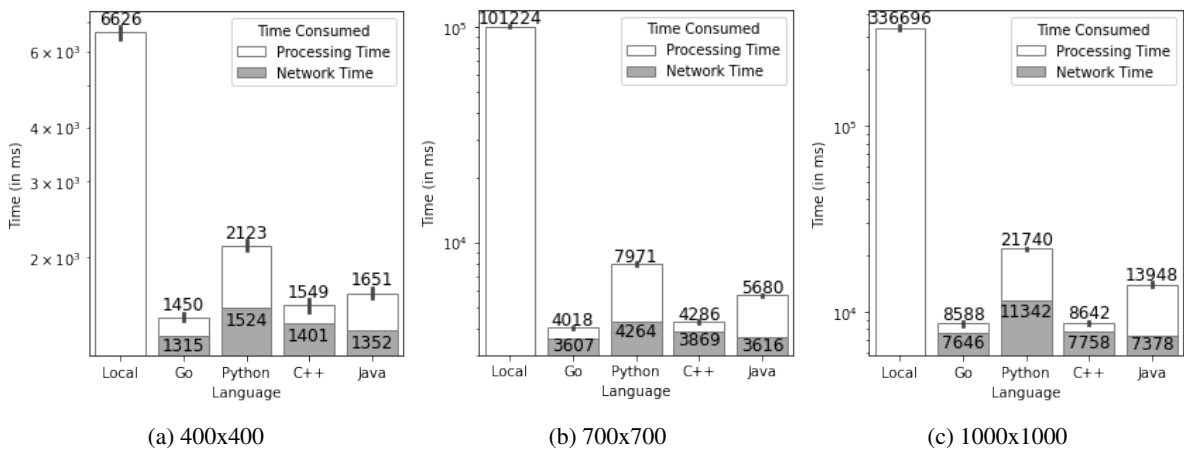 6626
6 × 10³
4 × 10³
3 × 10³
2 × 10³
Time (in ms)
Time Consumed
Processing Time
Network Time
1450
1315
2123
1524
1549
1401
1651
1352
Local Go Python C++ Java
Language
(a) 400x400
101224
10⁵
10⁴
Time (in ms)
Time Consumed
Processing Time
Network Time
4018
3607
7971
4264
4286
3869
5680
3616
Local Go Python C++ Java
Language
(b) 700x700
336696
10⁵
10⁴
Time (in ms)
Time Consumed
Processing Time
Network Time
8588
7646
21740
11342
8642
7758
13948
7378
Local Go Python C++ Java
Language
(c) 1000x1000